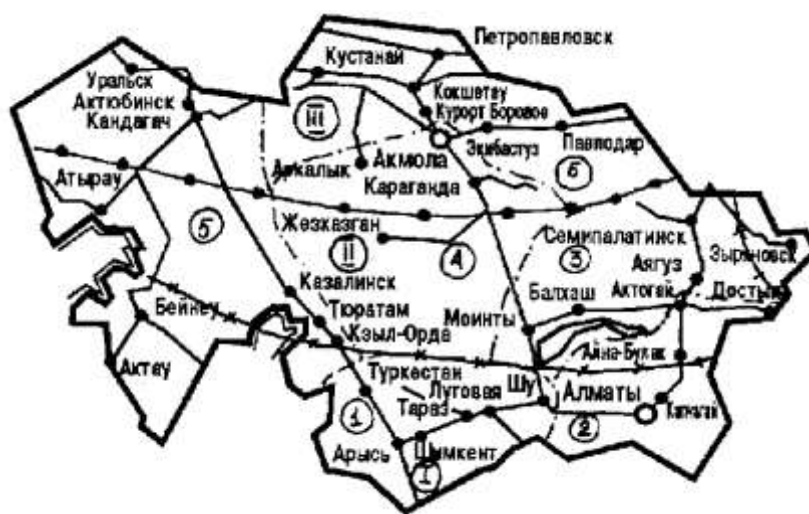 Петропавловск
Кустанай
Уральск
Актюбинск
Кандагач
Кокшетау
Курорт Боровое
III
Экибастуз
Павлодар
Акмола
Аркалык
Караганда
Б
Атырау
5
Жезказган
II
4
Семипалатинск
3
Зыряновск
Аягуз
Казалинск
Балхаш
Актогай
Достык
Бейнеу
Тюратам
Моинты
Кзыл-Орда
Актау
Туркестан
Шу
Алматы
Луговая
Тараз
1
2
Арысь
Шымкент
I